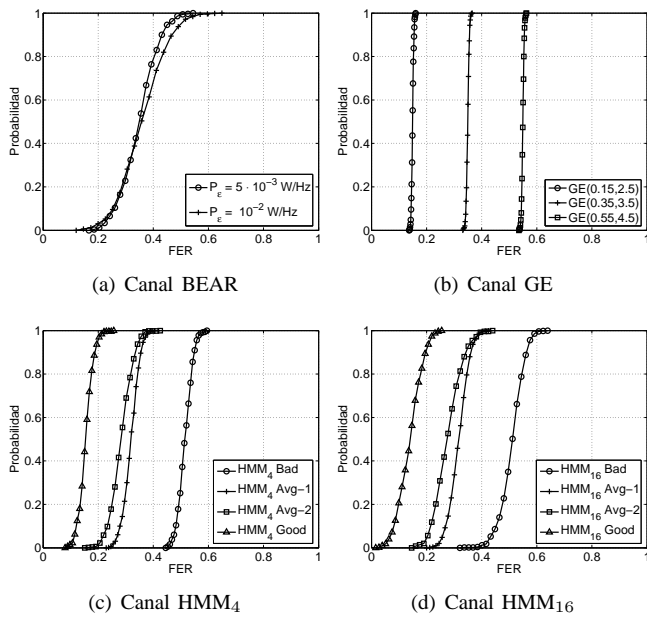 1
0.8
0.6
0.4
0.2
0
0 0.2 0.4 0.6 0.8 1
Probabilidad
FER
P_ε = 5 · 10⁻³ W/Hz
P_ε = 10⁻² W/Hz
(a) Canal BEAR
1
0.8
0.6
0.4
0.2
0
0 0.2 0.4 0.6 0.8 1
Probabilidad
FER
GE(0.15,2.5)
GE(0.35,3.5)
GE(0.55,4.5)
(b) Canal GE
1
0.8
0.6
0.4
0.2
0
0 0.2 0.4 0.6 0.8 1
Probabilidad
FER
HMM₄ Bad
HMM₄ Avg-1
HMM₄ Avg-2
HMM₄ Good
(c) Canal HMM₄
1
0.8
0.6
0.4
0.2
0
0 0.2 0.4 0.6 0.8 1
Probabilidad
FER
HMM₁₆ Bad
HMM₁₆ Avg-1
HMM₁₆ Avg-2
HMM₁₆ Good
(d) Canal HMM₁₆